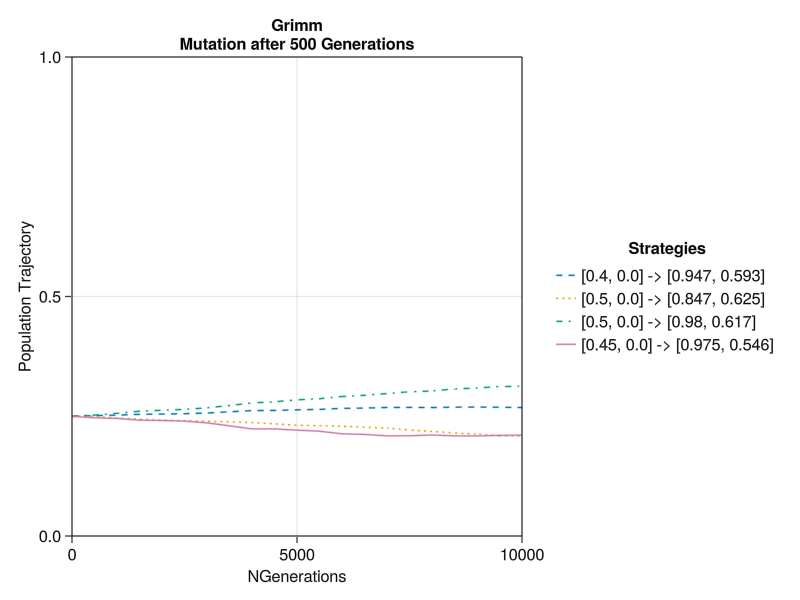 Grimm
Mutation after 500 Generations
1.0
0.5
0.0
Population Trajectory
0
5000
10000
NGenerations
Strategies
[0.4, 0.0] -> [0.947, 0.593]
[0.5, 0.0] -> [0.847, 0.625]
[0.5, 0.0] -> [0.98, 0.617]
[0.45, 0.0] -> [0.975, 0.546]